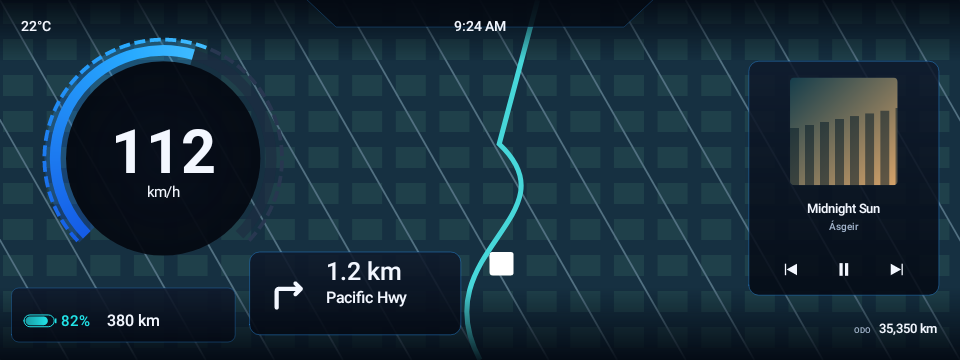 22°C
9:24 AM
112
km/h
Midnight Sun
Ásgeir
1.2 km
Pacific Hwy
82% 380 km
ODO 35,350 km